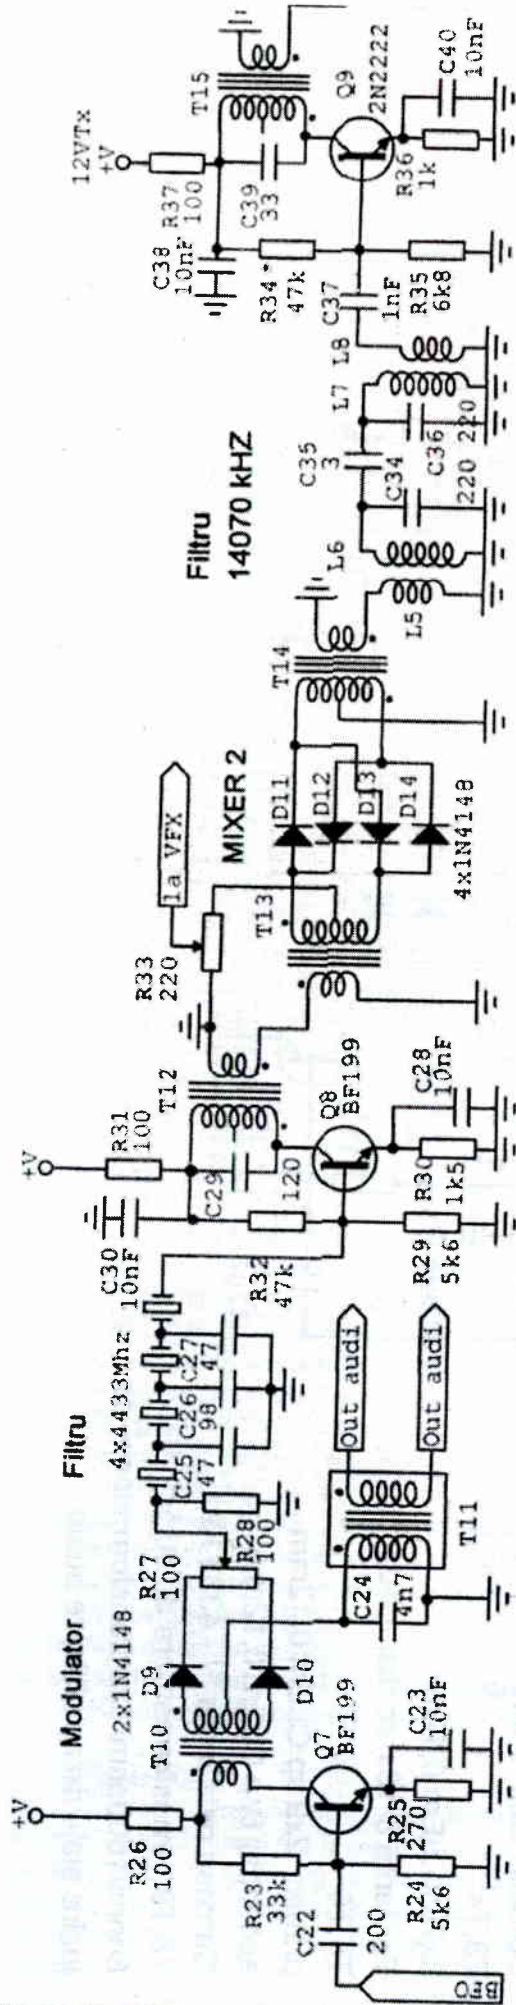 BFO
C22
200
R23
33k
R24
5k6
R26
100
+V
R25
270
C23
10nF
Q7
BF199
T10
Modulator
2x1N4148
D9
D10
R27
100
R28
100
C24
4n7
T11
Out audi
Out audi
Filtru
4x4433Mhz
C25
47
C26
98
C27
47
C30
10nF
+V
R31
100
R32
47k
C29
120
T12
Q8
BF199
R29
5k6
R30
1k5
C28
10nF
R33
220
la VFX
T13
MIXER 2
D11
D12
D13
D14
4x1N4148
T14
L5
L6
Filtru
14070 kHZ
C34
220
C35
3
C36
220
L7
L8
C37
1nF
R34*
47k
R35
6k8
C38
10nF
12VTx
+V
R37
100
C39
33
T15
Q9
2N2222
R36
1k
C40
10nF